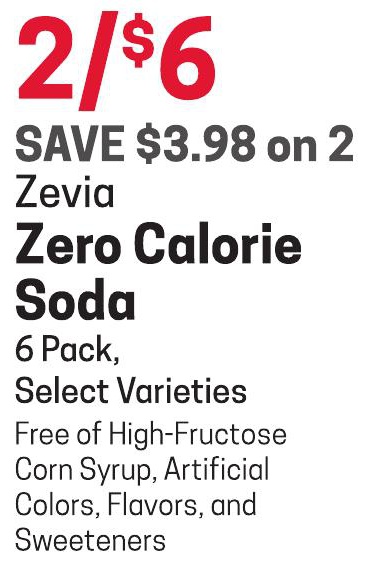 2/$6
SAVE $3.98 on 2
Zevia
Zero Calorie
Soda
6 Pack,
Select Varieties
Free of High-Fructose
Corn Syrup, Artificial
Colors, Flavors, and
Sweeteners